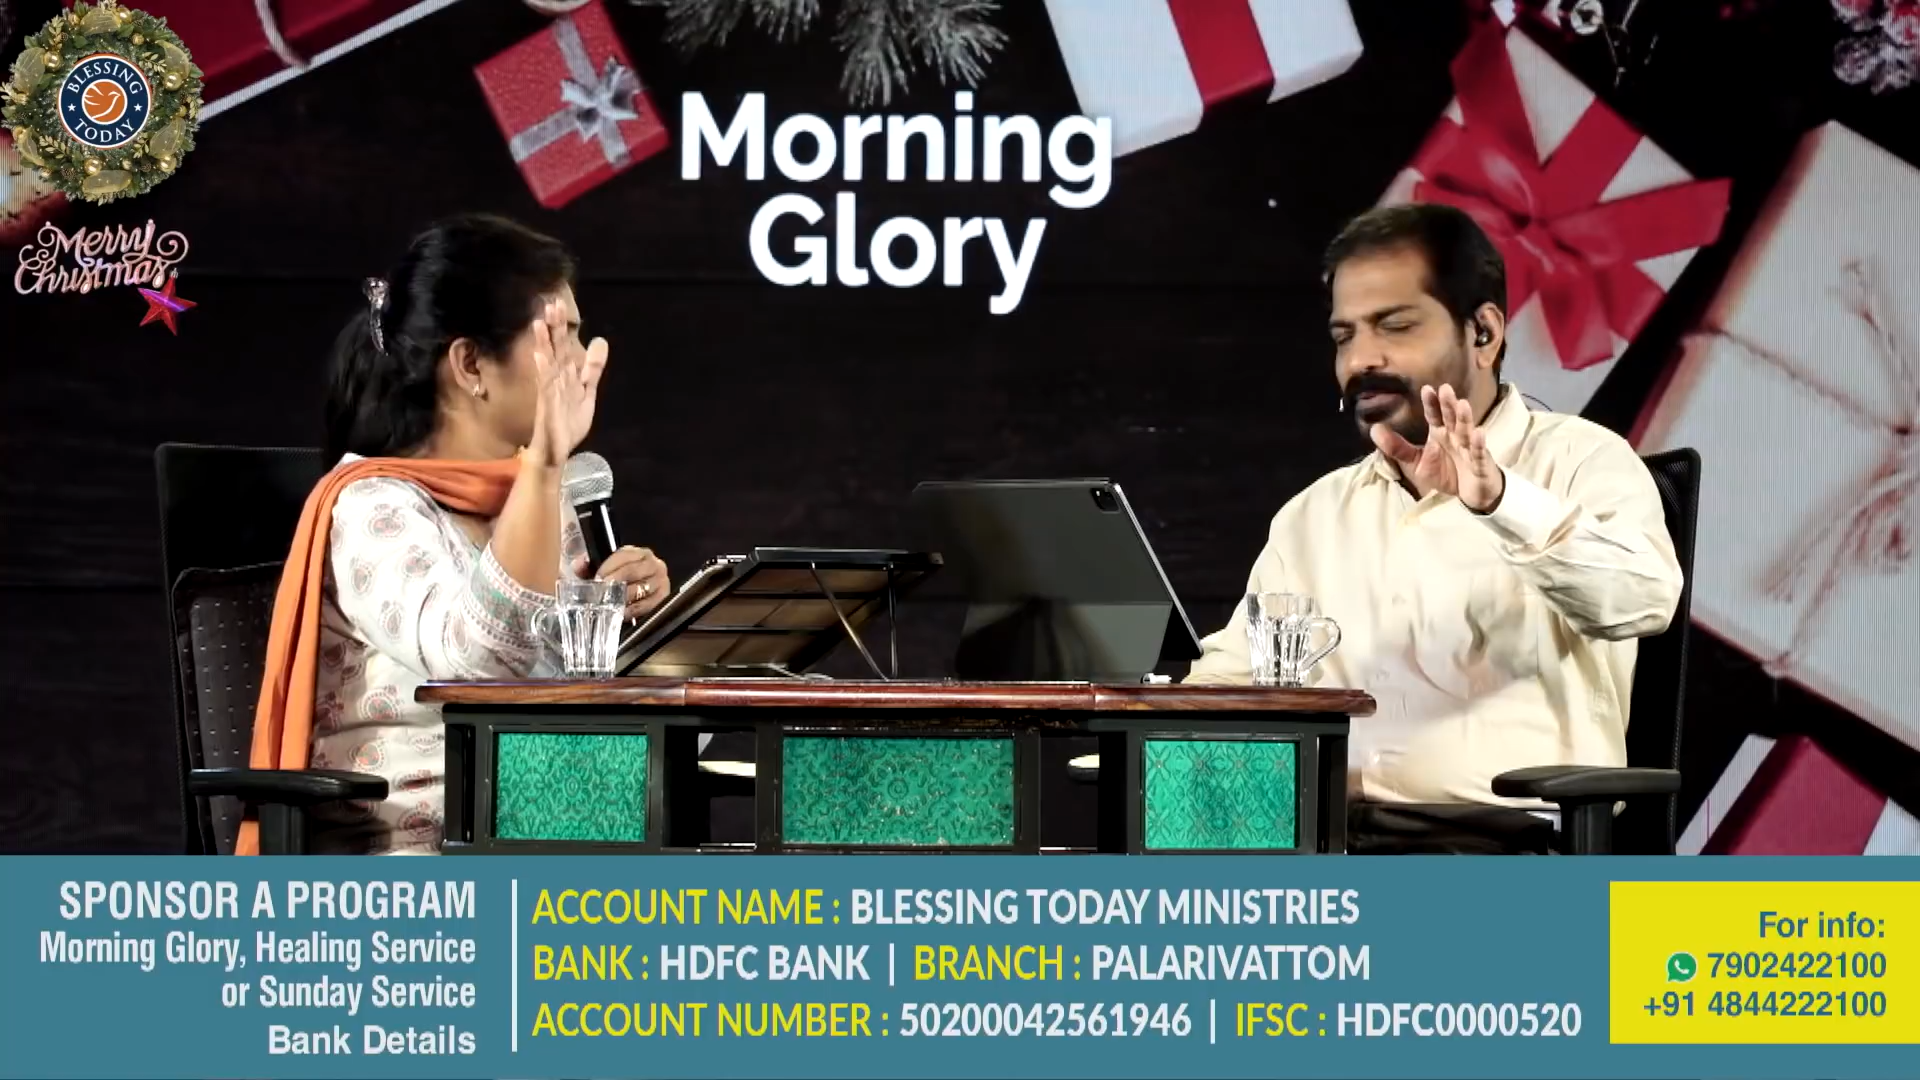 BLESSING
TODAY
Merry
Christmas
Morning
Glory
SPONSOR A PROGRAM
Morning Glory, Healing Service
or Sunday Service
Bank Details
ACCOUNT NAME : BLESSING TODAY MINISTRIES
BANK : HDFC BANK | BRANCH : PALARIVATTOM
ACCOUNT NUMBER : 50200042561946 | IFSC : HDFC0000520
For info:
7902422100
+91 4844222100